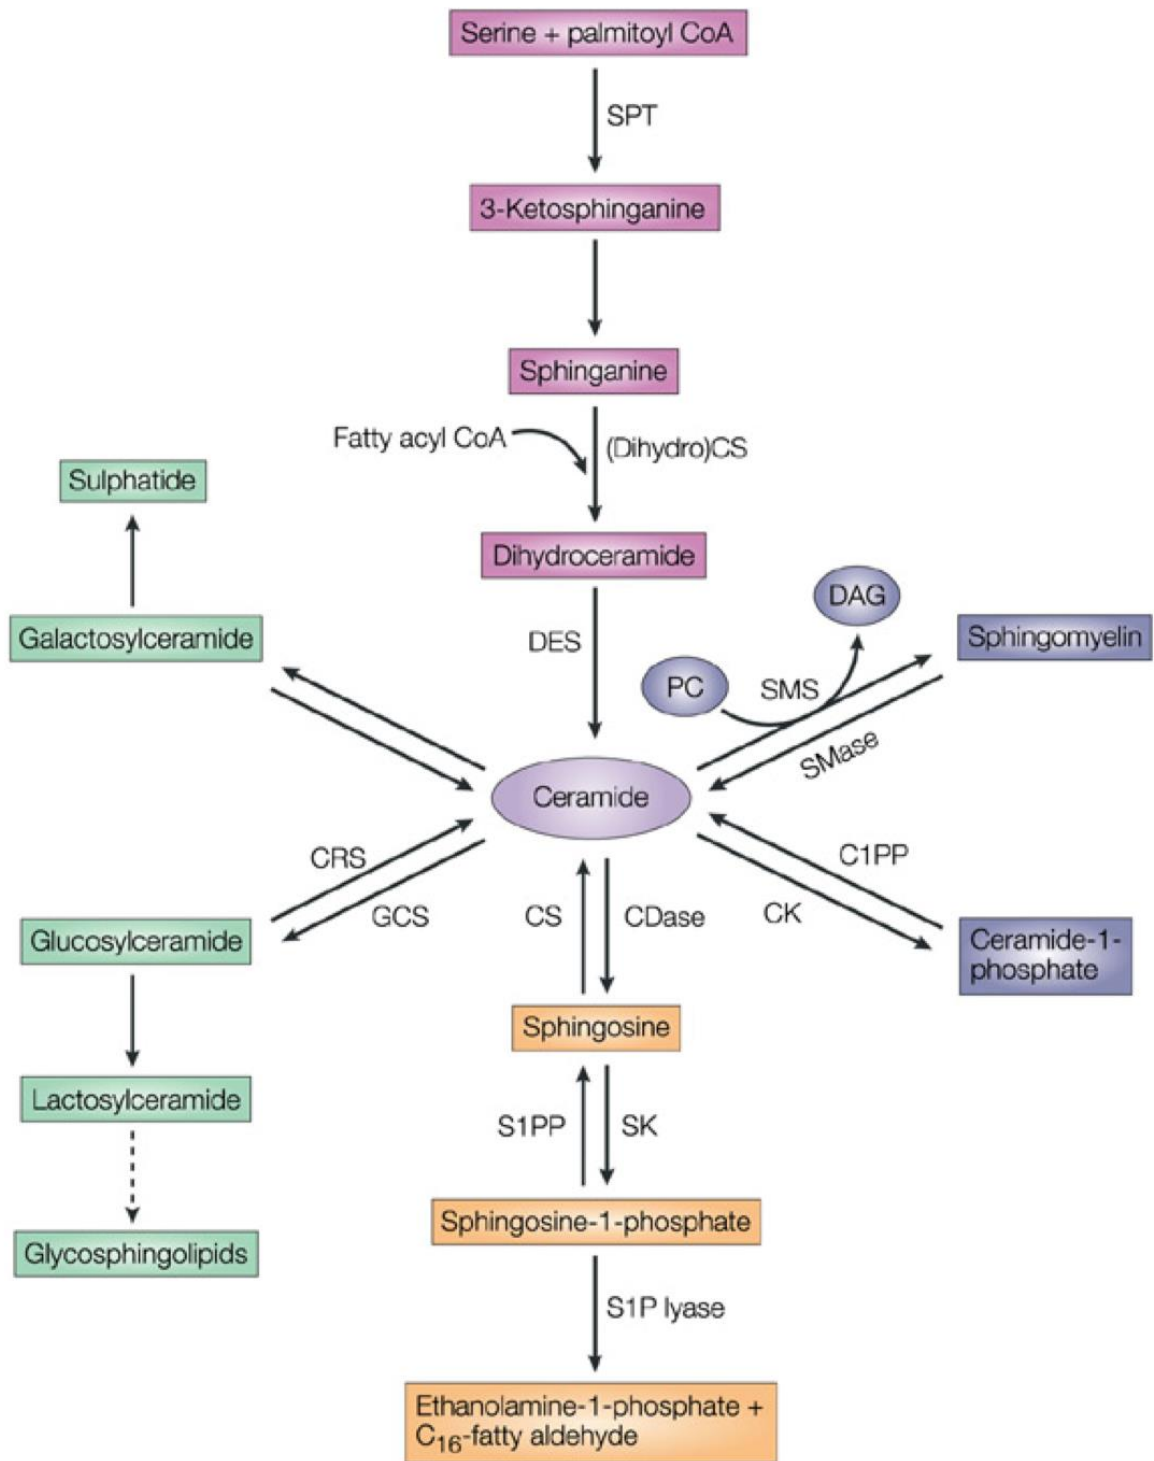 Serine + palmitoyl CoA
SPT
3-Ketosphinganine
Sphinganine
Fatty acyl CoA
(Dihydro)CS
Sulphatide
Dihydroceramide
DAG
Galactosylceramide
DES
Sphingomyelin
PC
SMS
SMase
Ceramide
CRS
C1PP
GCS
CS
CDase
CK
Glucosylceramide
Ceramide-1-
phosphate
Sphingosine
Lactosylceramide
S1PP
SK
Sphingosine-1-phosphate
Glycosphingolipids
S1P lyase
Ethanolamine-1-phosphate +
C₁₆-fatty aldehyde